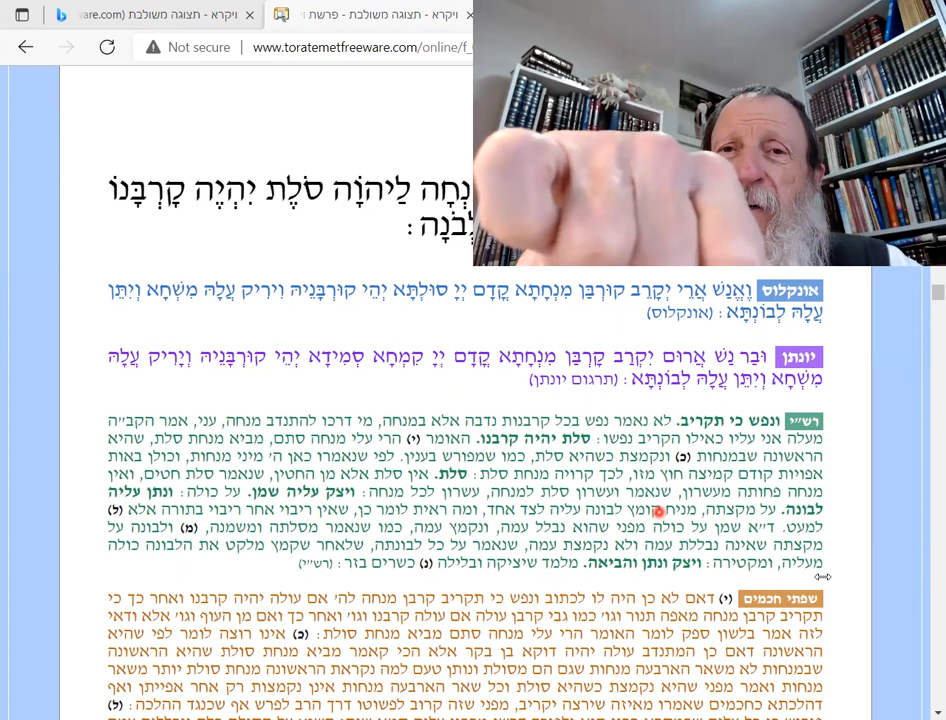 ויקרא - תצוגה משולבת (ware.com
ויקרא - תצוגה משולבת - פרשת
Not secure
www.toratemetfreeware.com/online/f_
נְחָה לַיהוָֹה סֹלֶת יִהְיֶה קָרְבָּנוֹ
לְבֹנָה :
אונקלוס וֶאֱנַשׁ אֲרֵי יְקָרֵב קוּרְבַּן מִנְחָתָא קֳדָם יְיָ סוּלְתָּא יְהֵי קוּרְבָּנֵיהּ וִירִיק עֲלָהּ מִשְׁחָא וְיִתֵּן
עֲלָהּ לְבוֹנְתָּא : (אונקלוס)
יונתן וּבַר נַשׁ אֲרוּם יִקְרַב קָרְבַּן מִנְחָתָא קֳדָם יְיָ קִמְחָא סְמִידָא יְהֵי קוּרְבָּנֵיהּ וְיָרִיק עֲלָהּ
מִשְׁחָא וְיִתֵּן עֲלָהּ לְבוֹנְתָּא : (תרגום יונתן)
רש"י ונפש כי תקריב. לא נאמר נפש בכל קרבנות נדבה אלא במנחה, מי דרכו להתנדב מנחה, עני, אמר הקב"ה
מעלה אני עליו כאילו הקריב נפשו : סלת יהיה קרבנו. האומר (י) הרי עלי מנחה סתם, מביא מנחת סלת, שהיא
הראשונה שבמנחות (כ) ונקמצת כשהיא סלת, כמו שמפורש בענין. לפי שנאמרו כאן ה' מיני מנחות, וכולן באות
אפויות קודם קמיצה חוץ מזו, לכך קרויה מנחת סלת : סלת. אין סלת אלא מן החטין, שנאמר סלת חטים, ואין
מנחה פחותה מעשרון, שנאמר ועשרון סלת למנחה, עשרון לכל מנחה : ויצק עליה שמן. על כולה : ונתן עליה
לבונה. על מקצתה, מניח קומץ לבונה עליה לצד אחד, ומה ראית לומר כן, שאין ריבוי אחר ריבוי בתורה אלא (ל)
למעט. ד"א שמן על כולה מפני שהוא נבלל עמה, ונקמץ עמה, כמו שנאמר מסלתה ומשמנה, (מ) ולבונה על
מקצתה שאינה נבללת עמה ולא נקמצת עמה, שנאמר על כל לבונתה, שלאחר שקמץ מלקט את הלבונה כולה
מעליה, ומקטירה : ויצק ונתן והביאה. מלמד שיציקה ובלילה (נ) כשרים בזר : (רש"י)
שפתי חכמים (י) דאם לא כן היה לו לכתוב ונפש כי תקריב קרבן מנחה לה' אם עולה יהיה קרבנו ואחר כך כי
תקריב קרבן מנחה מאפה תנור וגו' כמו גבי קרבן עולה אם עולה קרבנו וגו' ואחר כך ואם מן העוף וגו' אלא ודאי
לזה אמר בלשון ספק לומר האומר הרי עלי מנחה סתם מביא מנחת סולת : (כ) אינו רוצה לומר לפי שהיא
הראשונה דאם כן המתנדב עולה יהיה דוקא בן בקר אלא הכי קאמר מביא מנחת סולת שהיא הראשונה
שבמנחות לא משאר הארבעה מנחות שגם הם מסולת ונותן טעם למה נקראת הראשונה מנחת סולת יותר משאר
מנחות ואמר מפני שהיא נקמצת כשהיא סולת וכל שאר הארבעה מנחות אינן נקמצות רק אחר אפייתן ואף
דהלכתא כחכמים שאמרו מאיזה שירצה יקריב, מפני שזה קרוב לפשוטו דרך הרב לפרש אף שכנגד ההלכה : (ל)